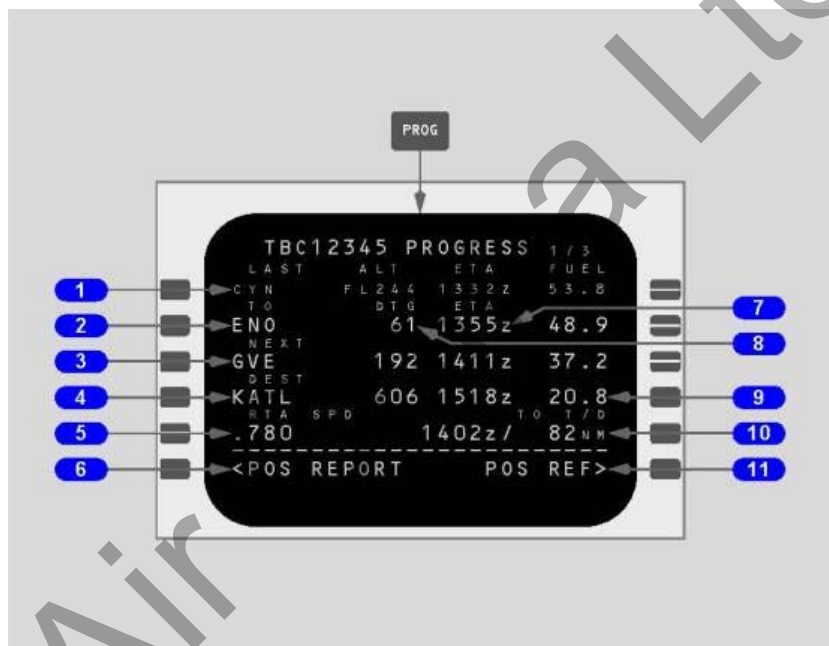 PROG
TBC12345 PROGRESS 1/3
LAST ALT ETA FUEL
1 CYN FL244 1332Z 53.8
TO DTG ETA
2 ENO 61 1355z 48.9 7
NEXT 8
3 GVE 192 1411z 37.2
DEST
4 KATL 606 1518z 20.8 9
RTA SPD TO T/D
5 .780 1402z/ 82NM 10
6 <POS REPORT POS REF> 11
Air a Ltd